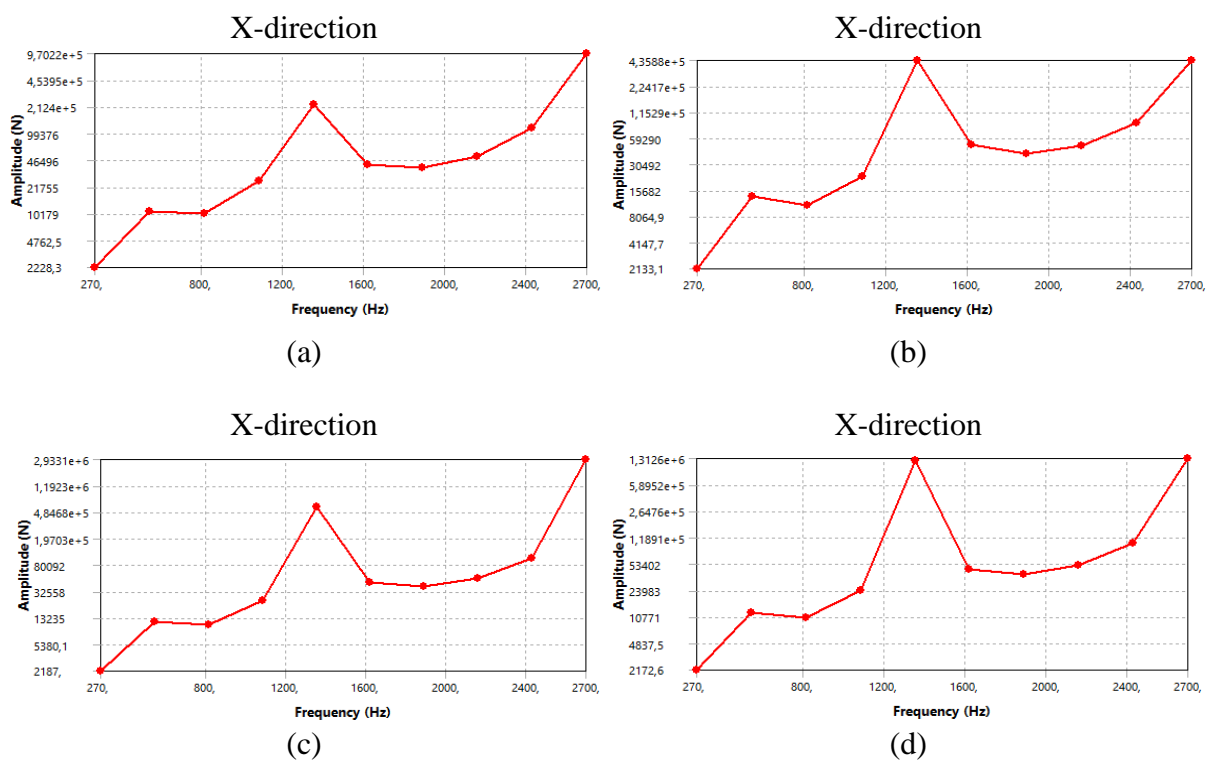 X-direction
9,7022e+5
4,5395e+5
2,124e+5
99376
46496
21755
10179
4762,5
2228,3
Amplitude (N)
270, 800, 1200, 1600, 2000, 2400, 2700,
Frequency (Hz)
(a)
X-direction
4,3588e+5
2,2417e+5
1,1529e+5
59290
30492
15682
8064,9
4147,7
2133,1
Amplitude (N)
270, 800, 1200, 1600, 2000, 2400, 2700,
Frequency (Hz)
(b)
X-direction
2,9331e+6
1,1923e+6
4,8468e+5
1,9703e+5
80092
32558
13235
5380,1
2187,
Amplitude (N)
270, 800, 1200, 1600, 2000, 2400, 2700,
Frequency (Hz)
(c)
X-direction
1,3126e+6
5,8952e+5
2,6476e+5
1,1891e+5
53402
23983
10771
4837,5
2172,6
Amplitude (N)
270, 800, 1200, 1600, 2000, 2400, 2700,
Frequency (Hz)
(d)